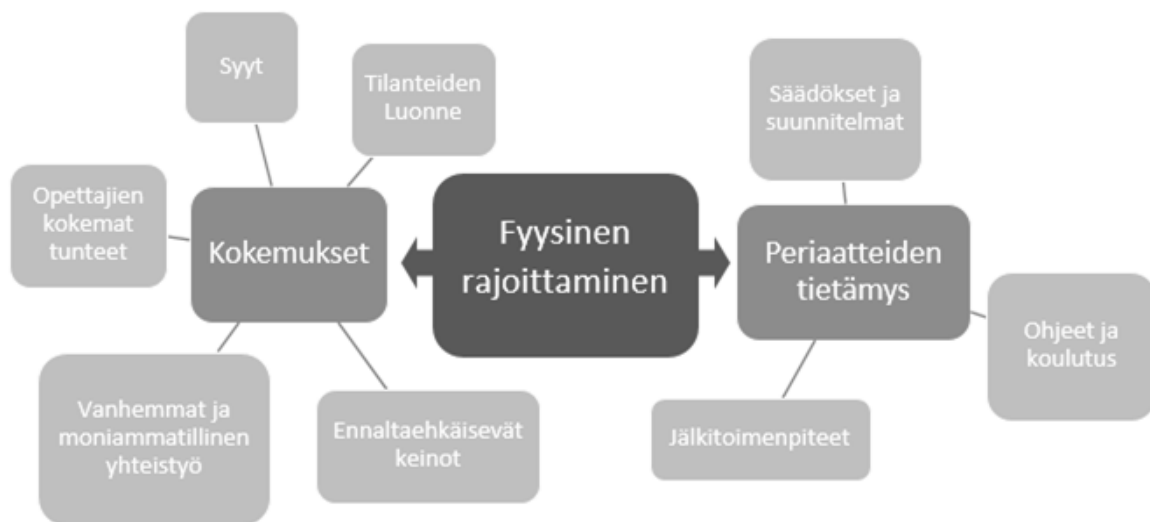 Syyt
Tilanteiden
Luonne
Opettajien
kokemat
tunteet
Kokemukset
Vanhemmat ja
moniammatillinen
yhteistyö
Ennaltaehkäisevät
keinot
Fyysinen
rajoittaminen
Säädökset ja
suunnitelmat
Periaatteiden
tietämys
Ohjeet ja
koulutus
Jälkitoimenpiteet